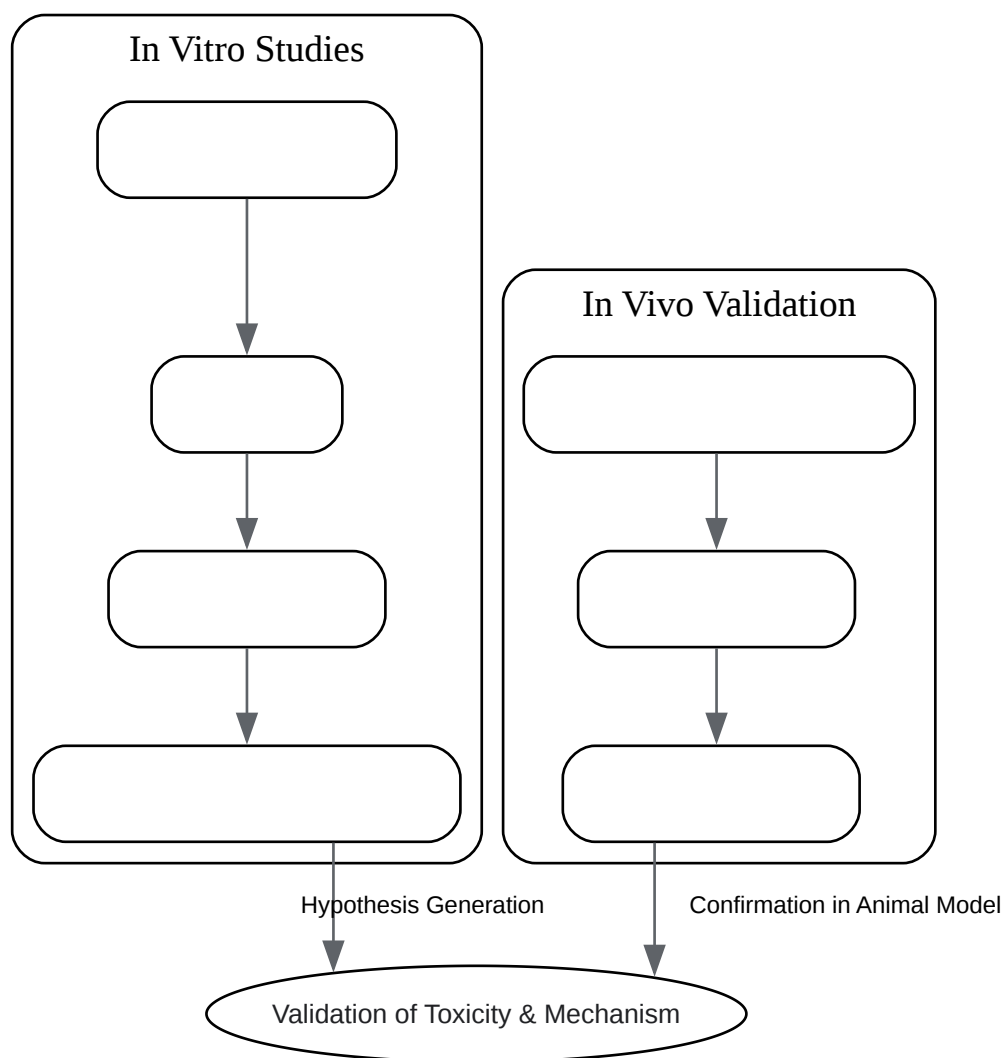 In Vitro Studies
In Vivo Validation
Hypothesis Generation
Confirmation in Animal Model
Validation of Toxicity & Mechanism